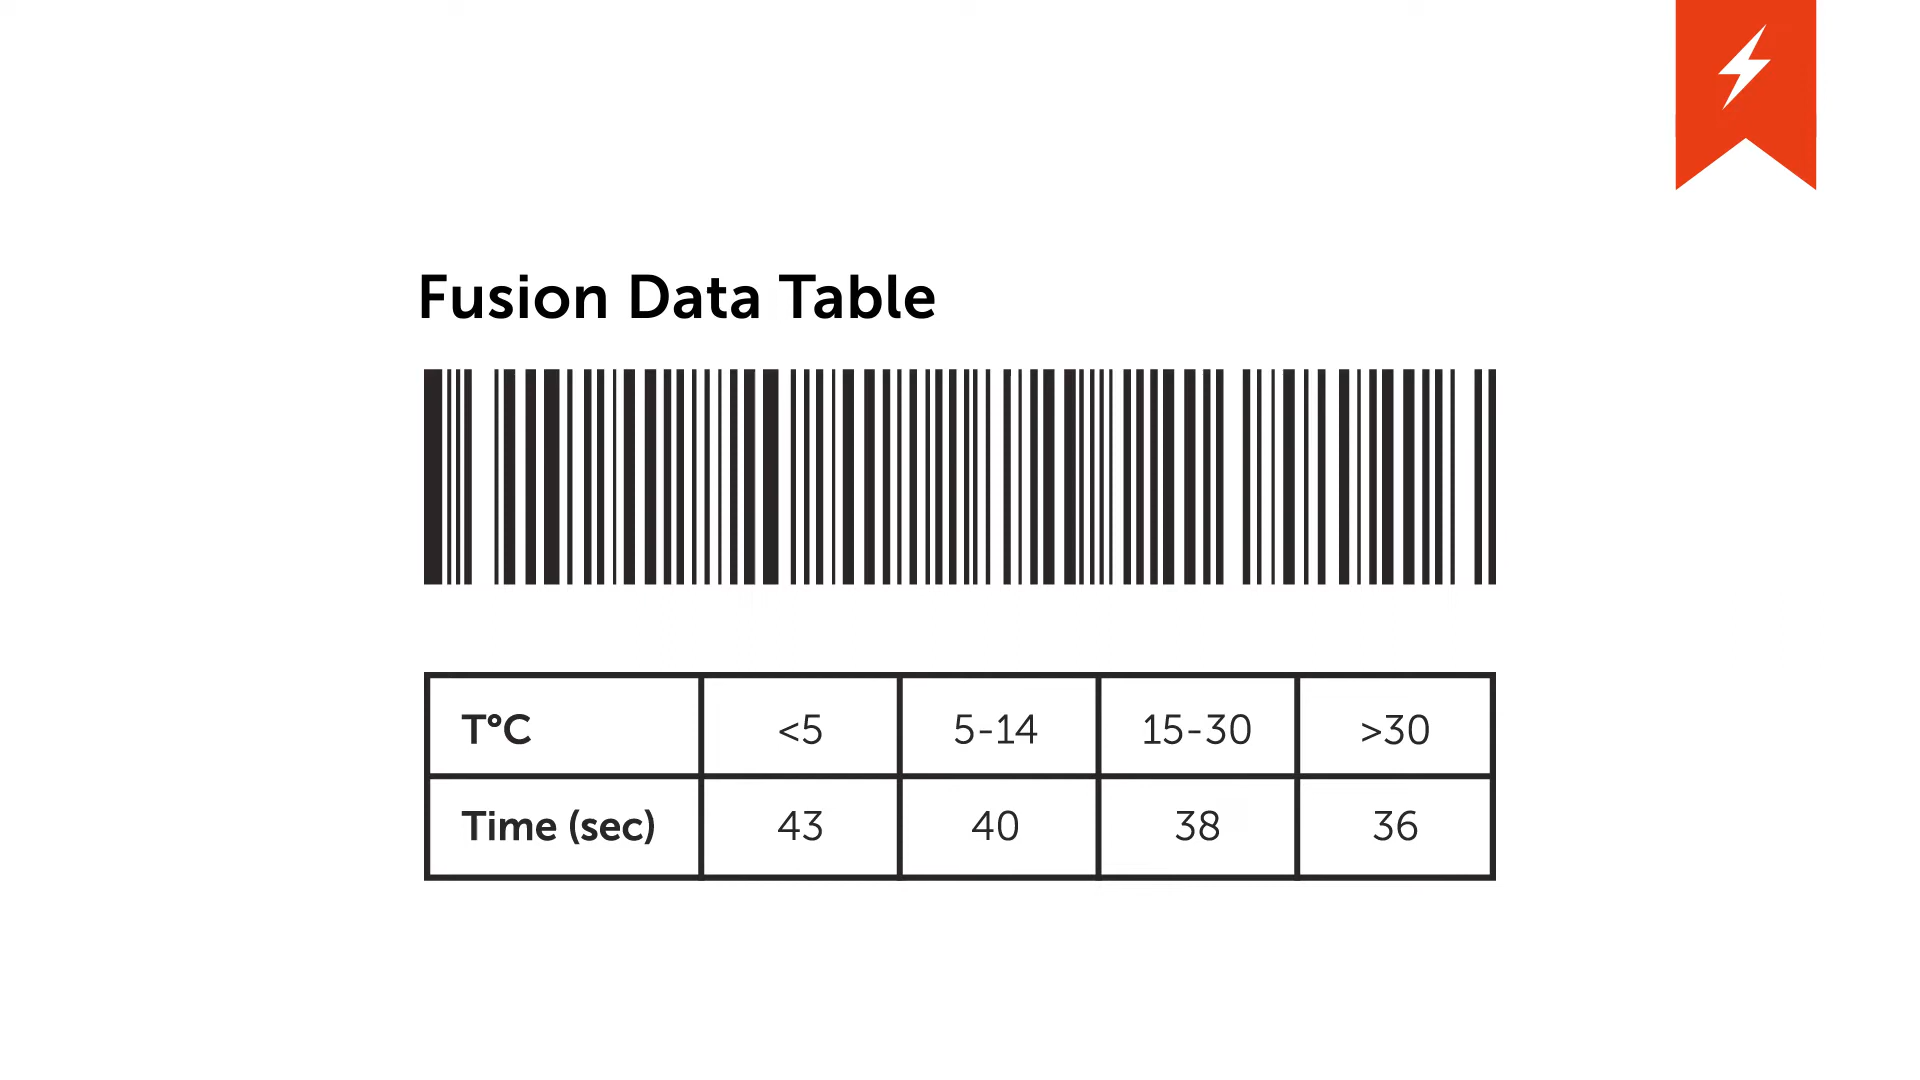 Fusion Data Table
T°C <5 5-14 15-30 >30
Time (sec) 43 40 38 36